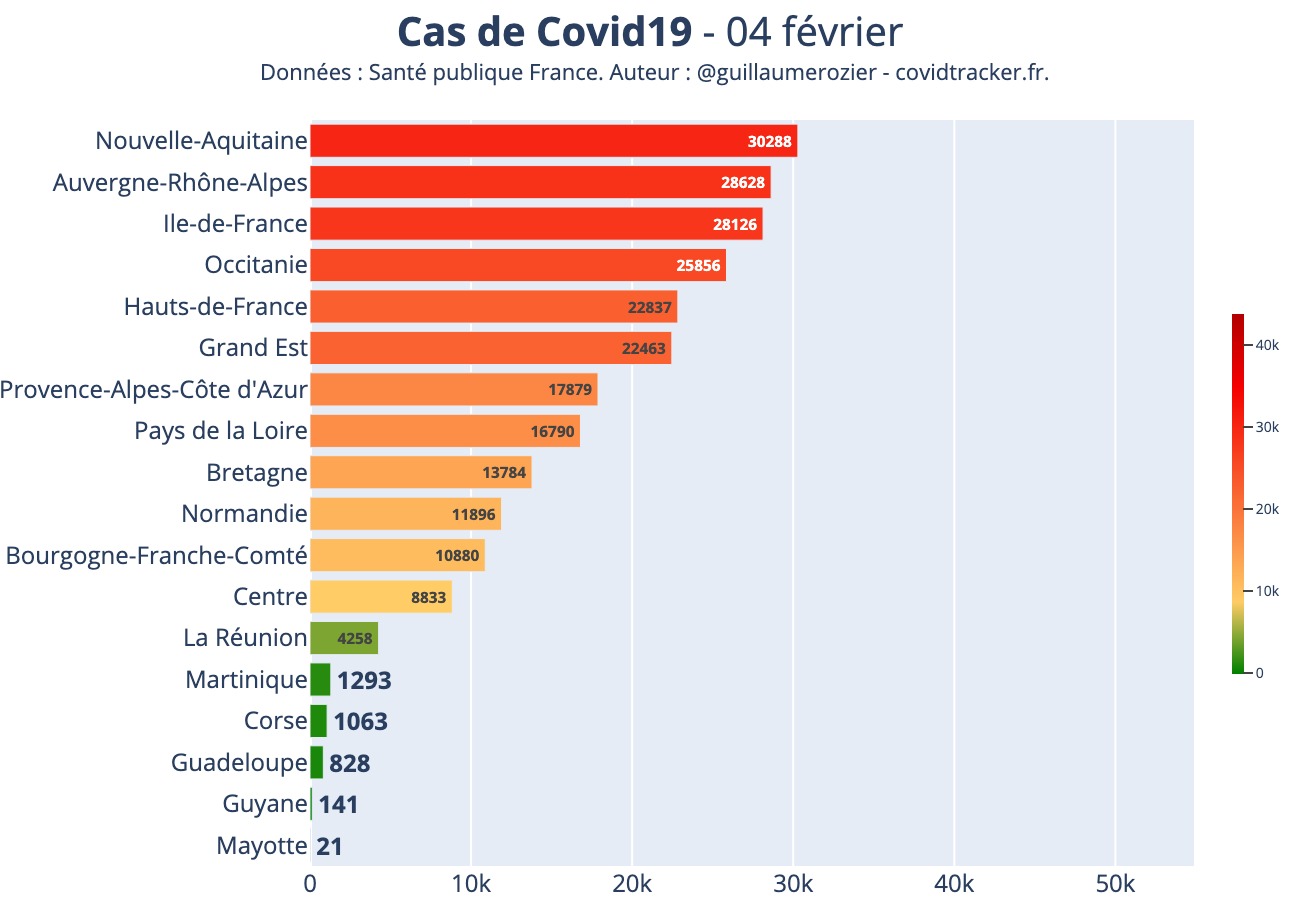 Cas de Covid19 - 04 février
Données : Santé publique France. Auteur : @guillaumerozier - covidtracker.fr.
Nouvelle-Aquitaine 30288
Auvergne-Rhône-Alpes 28628
Ile-de-France 28126
Occitanie 25856
Hauts-de-France 22837
Grand Est 22463
Provence-Alpes-Côte d'Azur 17879
Pays de la Loire 16790
Bretagne 13784
Normandie 11896
Bourgogne-Franche-Comté 10880
Centre 8833
La Réunion 4258
Martinique 1293
Corse 1063
Guadeloupe 828
Guyane 141
Mayotte 21
0 10k 20k 30k 40k 50k
40k
30k
20k
10k
0